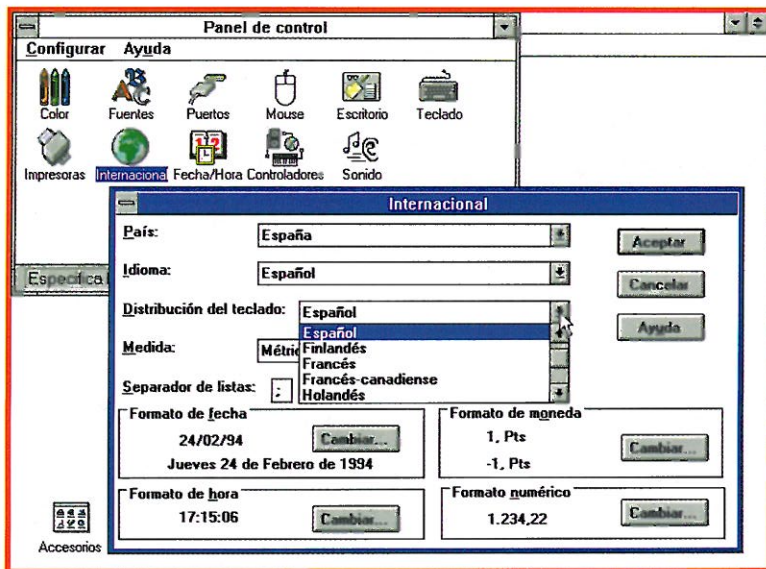 Panel de control
Configurar Ayuda
Color Fuentes Puertos Mouse Escritorio Teclado
Impresoras Internacional Fecha/Hora Controladores Sonido
Especifica
Internacional
País: España
Aceptar
Idioma: Español
Cancelar
Distribución del teclado: Español
Ayuda
Español
Finlandés
Francés
Francés-canadiense
Holandés
Medida: Métric
Separador de listas: ;
Formato de fecha
24/02/94
Cambiar...
Jueves 24 de Febrero de 1994
Formato de moneda
1, Pts
-1, Pts
Cambiar...
Formato de hora
17:15:06
Cambiar...
Formato numérico
1.234,22
Cambiar...
Accesorios